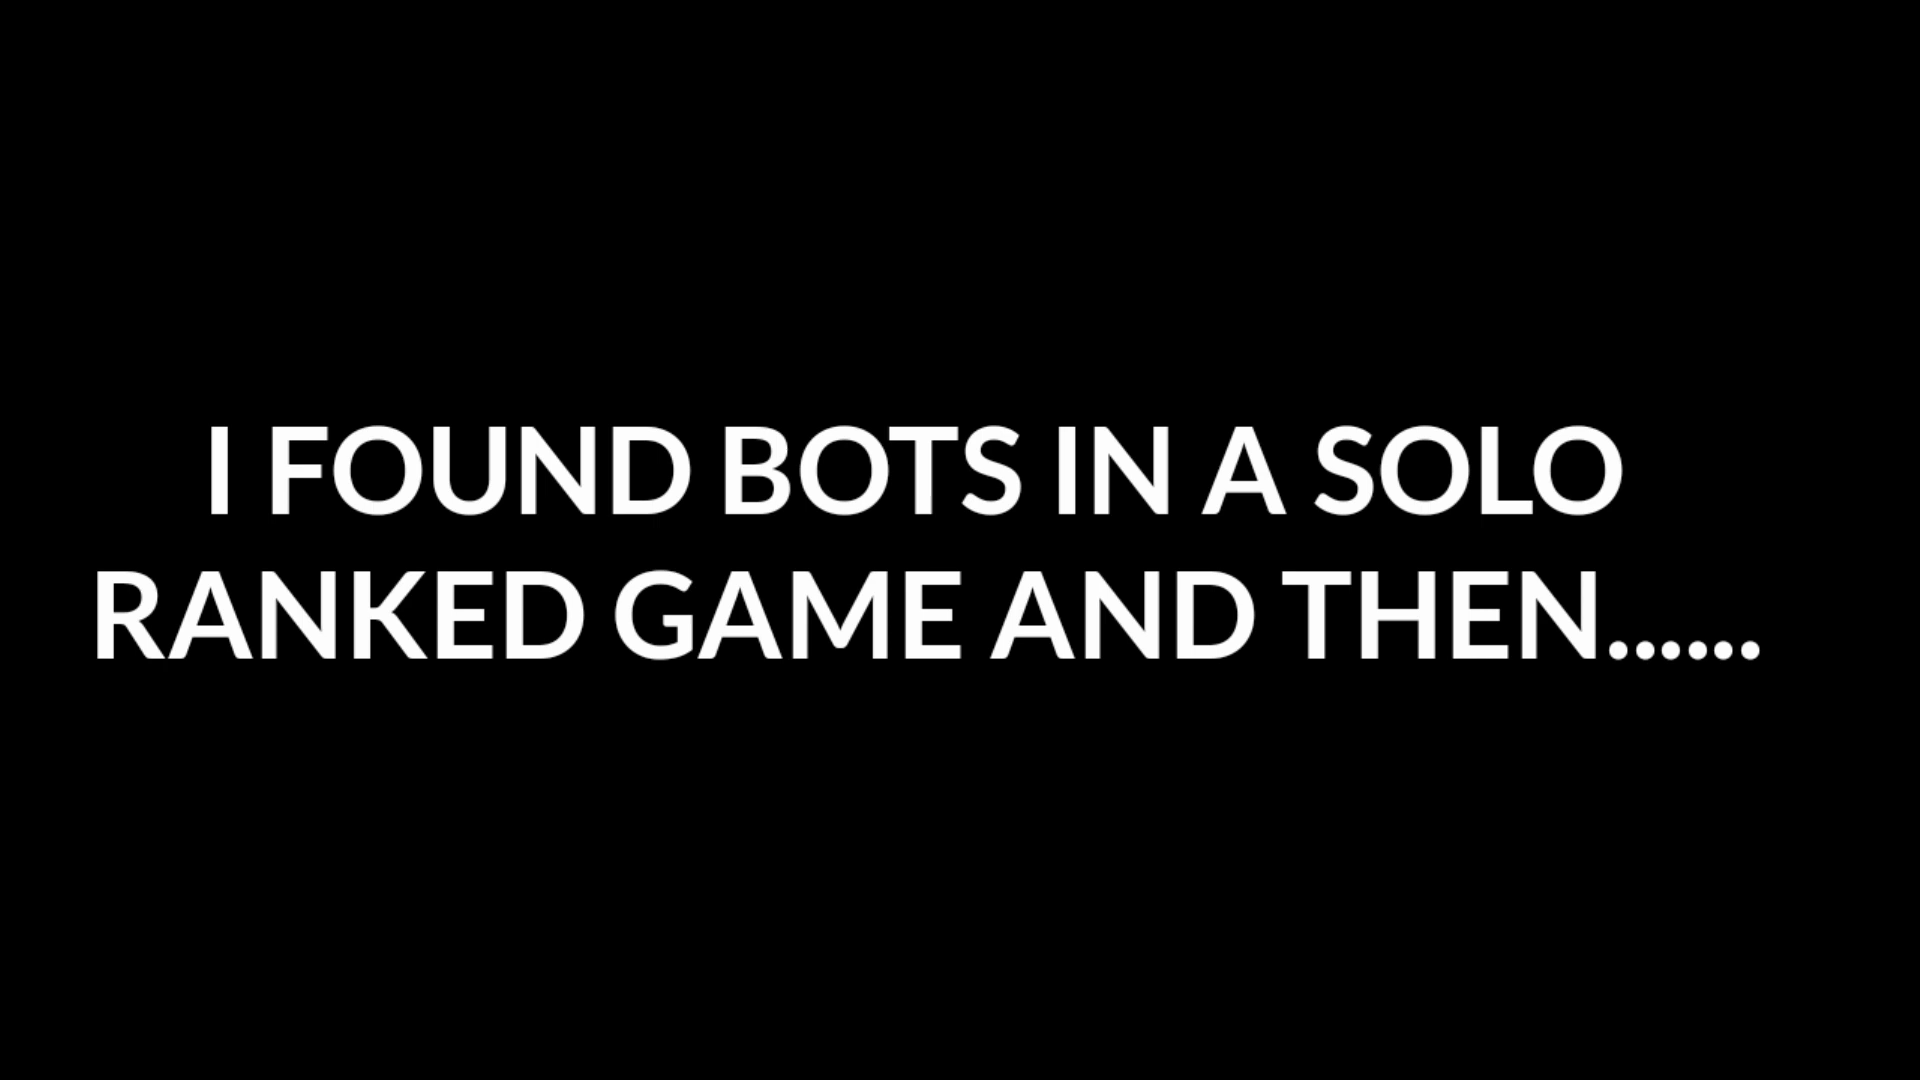 I FOUND BOTS IN A SOLO
RANKED GAME AND THEN......